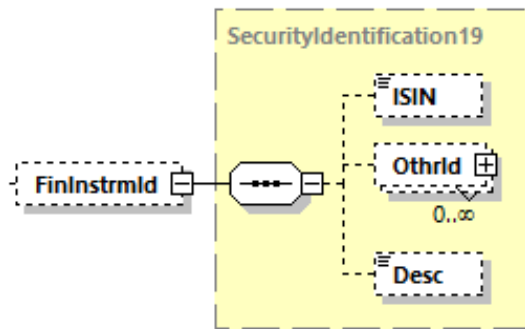 SecurityIdentification19
ISIN
FinInstrmId
OthrId
0..∞
Desc